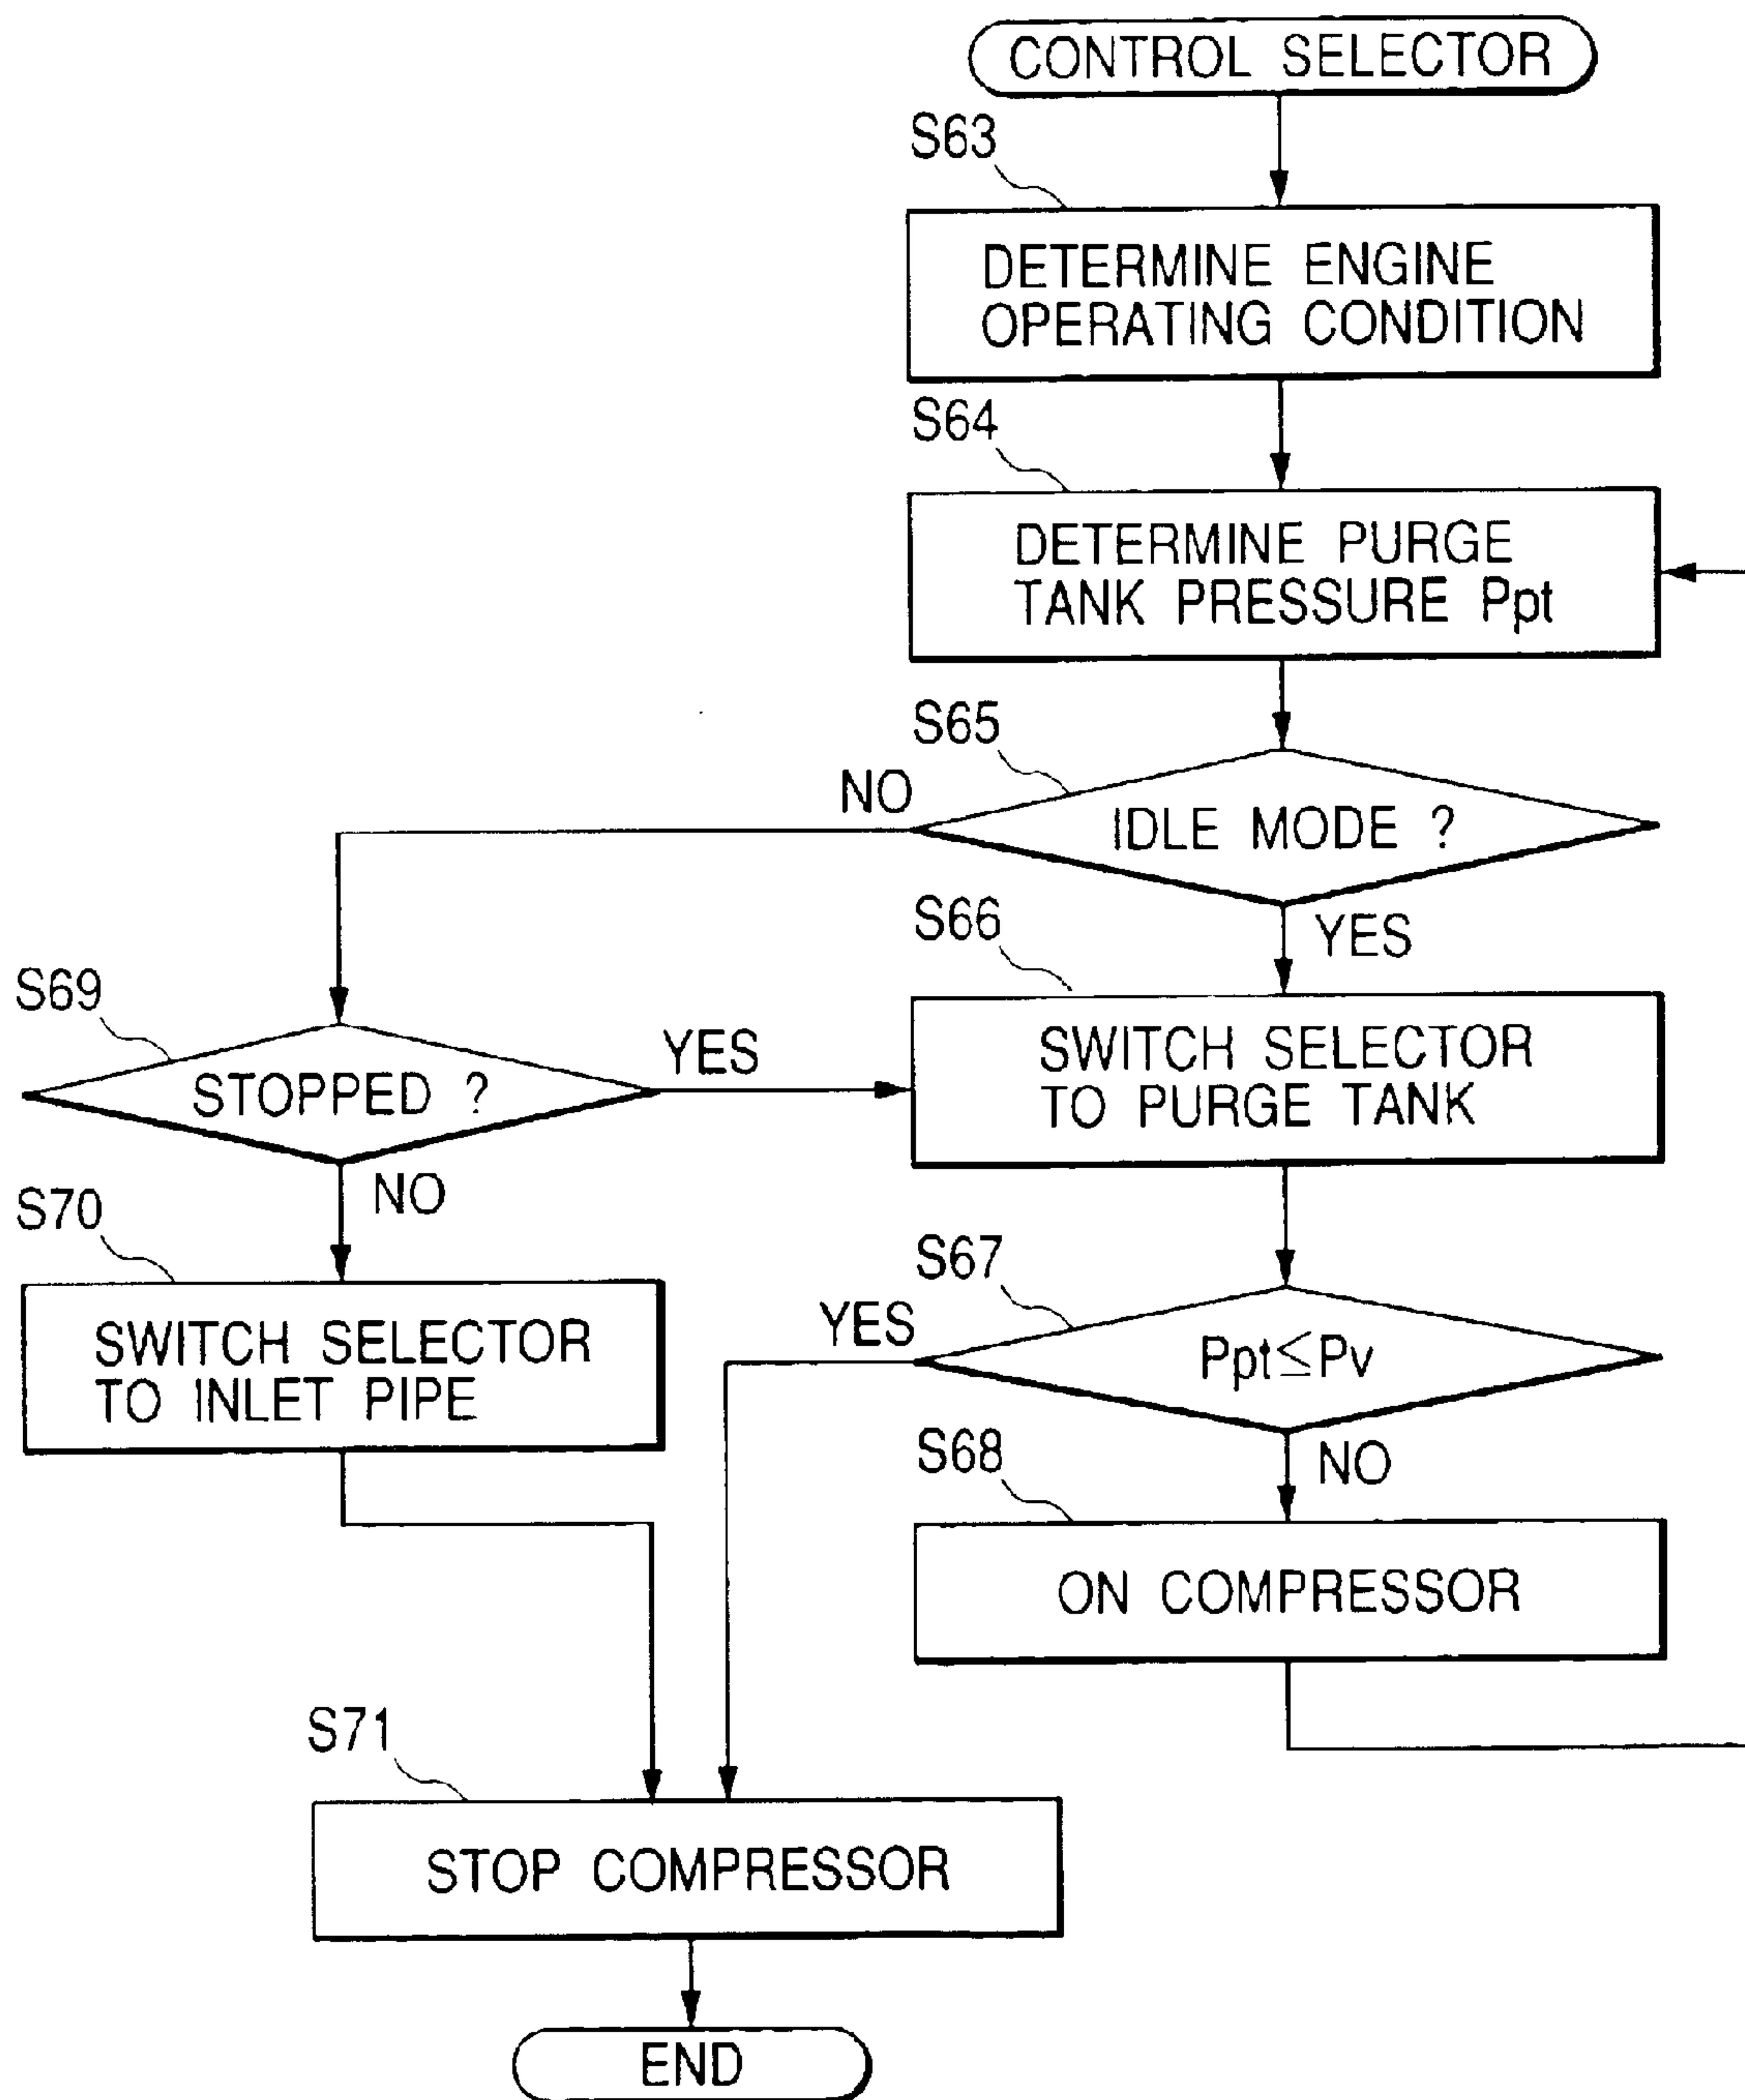 CONTROL SELECTOR
S63
DETERMINE ENGINE
OPERATING CONDITION
S64
DETERMINE PURGE
TANK PRESSURE Ppt
S65
NO
IDLE MODE ?
YES
S66
SWITCH SELECTOR
TO PURGE TANK
S69
STOPPED ?
YES
NO
S70
SWITCH SELECTOR
TO INLET PIPE
S67
YES
Ppt≤Pv
NO
S68
ON COMPRESSOR
S71
STOP COMPRESSOR
END